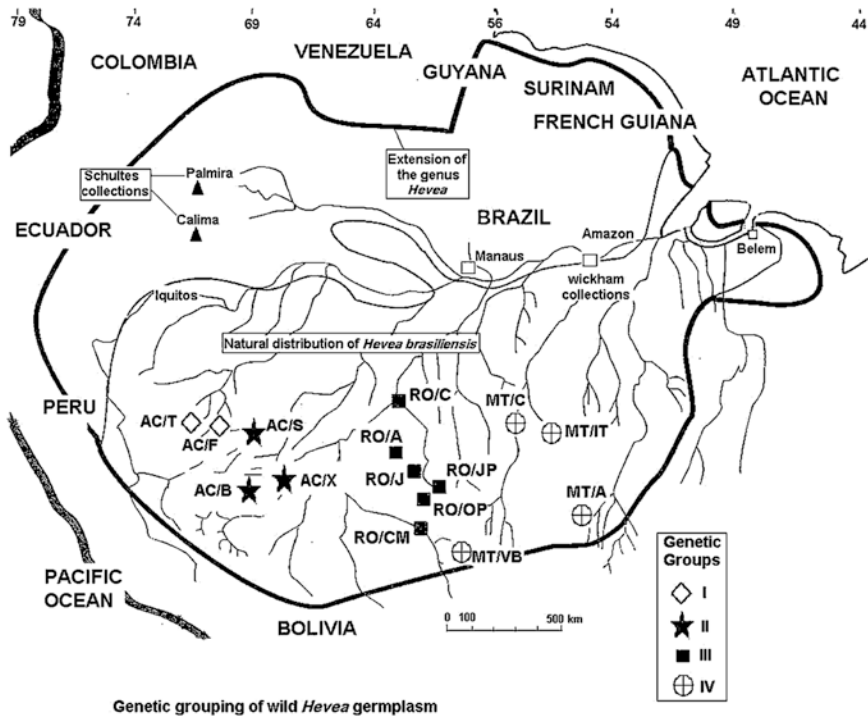 79 74 69 64 56 54 49 44
COLOMBIA
VENEZUELA
GUYANA
SURINAM
FRENCH GUIANA
ATLANTIC
OCEAN
Extension of
the genus
Hevea
Schultes
collections
Palmira
Calima
ECUADOR
BRAZIL
Manaus
Amazon
Belem
wickham
collections
Iquitos
Natural distribution of Hevea brasiliensis
PERU
AC/T
AC/F
AC/S
AC/B
AC/X
RO/C
RO/A
RO/J
RO/JP
RO/OP
RO/CM
MT/C
MT/IT
MT/A
MT/VB
PACIFIC
OCEAN
BOLIVIA
0 100 500 km
Genetic
Groups
I
II
III
IV
Genetic grouping of wild Hevea germplasm